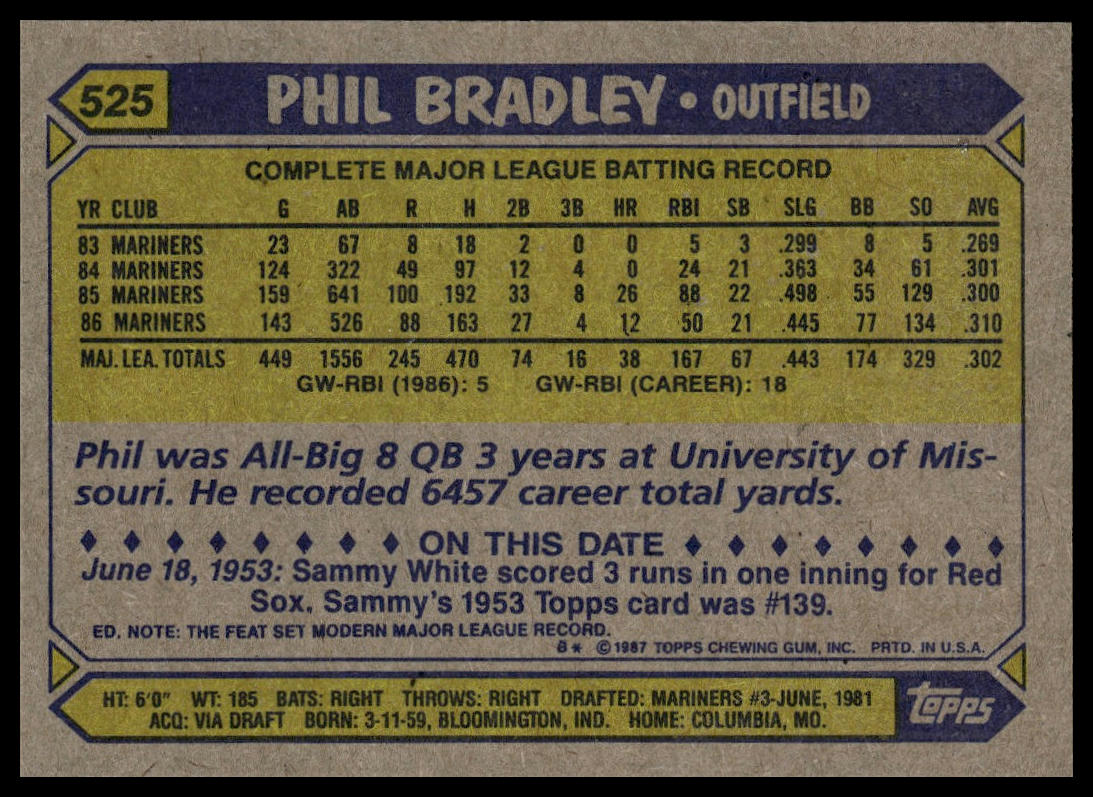 525 PHIL BRADLEY • OUTFIELD
COMPLETE MAJOR LEAGUE BATTING RECORD
YR CLUB G AB R H 2B 3B HR RBI SB SLG BB SO AVG
83 MARINERS 23 67 8 18 2 0 0 5 3 .299 8 5 .269
84 MARINERS 124 322 49 97 12 4 0 24 21 .363 34 61 .301
85 MARINERS 159 641 100 192 33 8 26 88 22 .498 55 129 .300
86 MARINERS 143 526 88 163 27 4 12 50 21 .445 77 134 .310
MAJ. LEA. TOTALS 449 1556 245 470 74 16 38 167 67 .443 174 329 .302
GW-RBI (1986): 5 GW-RBI (CAREER): 18
Phil was All-Big 8 QB 3 years at University of Mis-
souri. He recorded 6457 career total yards.
ON THIS DATE
June 18, 1953: Sammy White scored 3 runs in one inning for Red
Sox. Sammy's 1953 Topps card was #139.
ED. NOTE: THE FEAT SET MODERN MAJOR LEAGUE RECORD.
8* © 1987 TOPPS CHEWING GUM, INC. PRTD. IN U.S.A.
HT: 6'0" WT: 185 BATS: RIGHT THROWS: RIGHT DRAFTED: MARINERS #3-JUNE, 1981
ACQ: VIA DRAFT BORN: 3-11-59, BLOOMINGTON, IND. HOME: COLUMBIA, MO.
topps